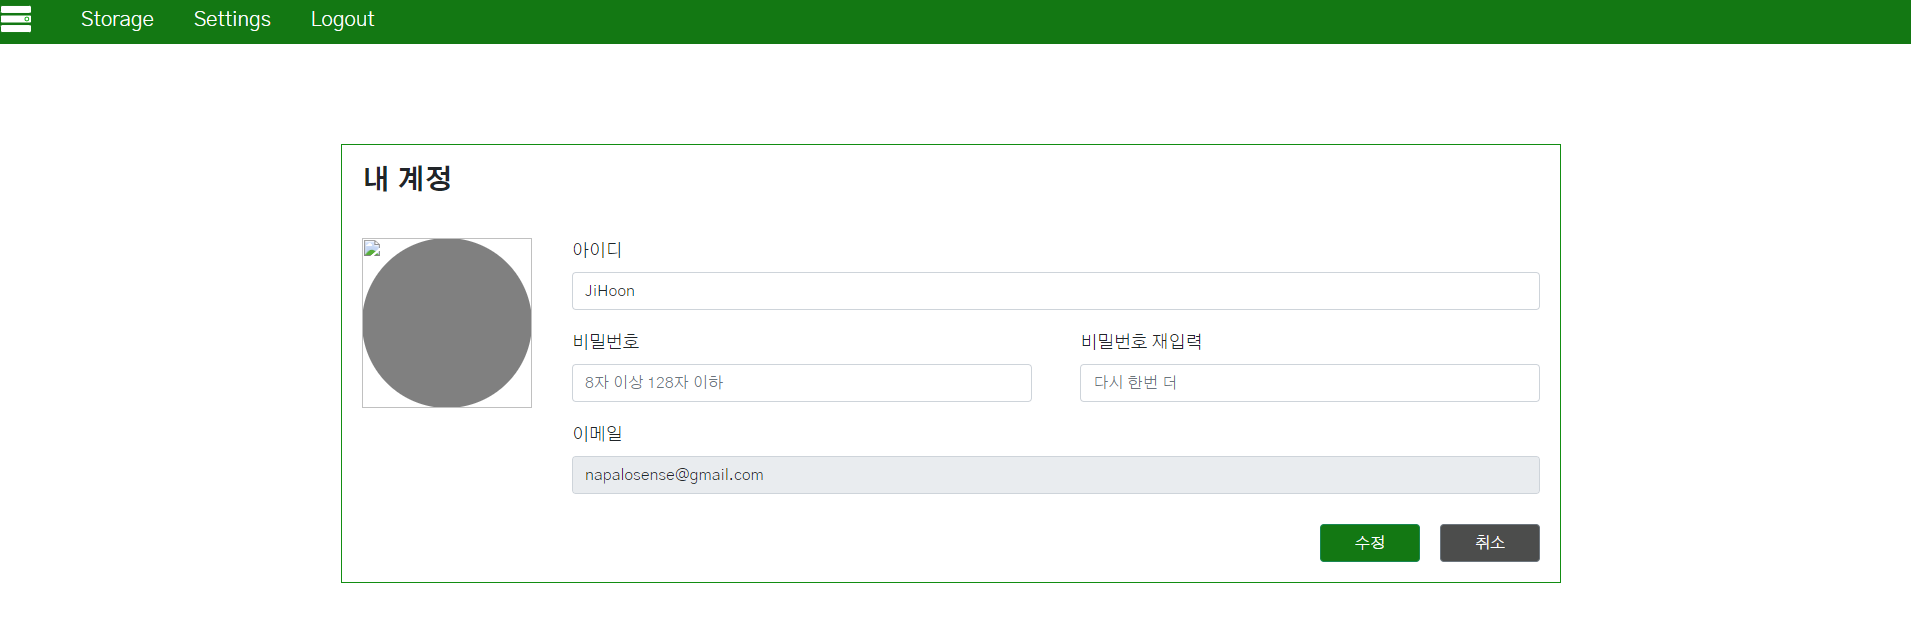 Storage Settings Logout
내 계정
아이디
JiHoon
비밀번호 비밀번호 재입력
8자 이상 128자 이하 다시 한번 더
이메일
napalosense@gmail.com
수정 취소